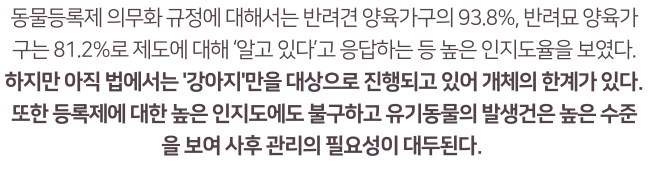 동물등록제 의무화 규정에 대해서는 반려견 양육가구의 93.8%, 반려묘 양육가
구는 81.2%로 제도에 대해 ‘알고 있다’고 응답하는 등 높은 인지도율을 보였다.
하지만 아직 법에서는 '강아지'만을 대상으로 진행되고 있어 개체의 한계가 있다.
또한 등록제에 대한 높은 인지도에도 불구하고 유기동물의 발생건은 높은 수준
을 보여 사후 관리의 필요성이 대두된다.